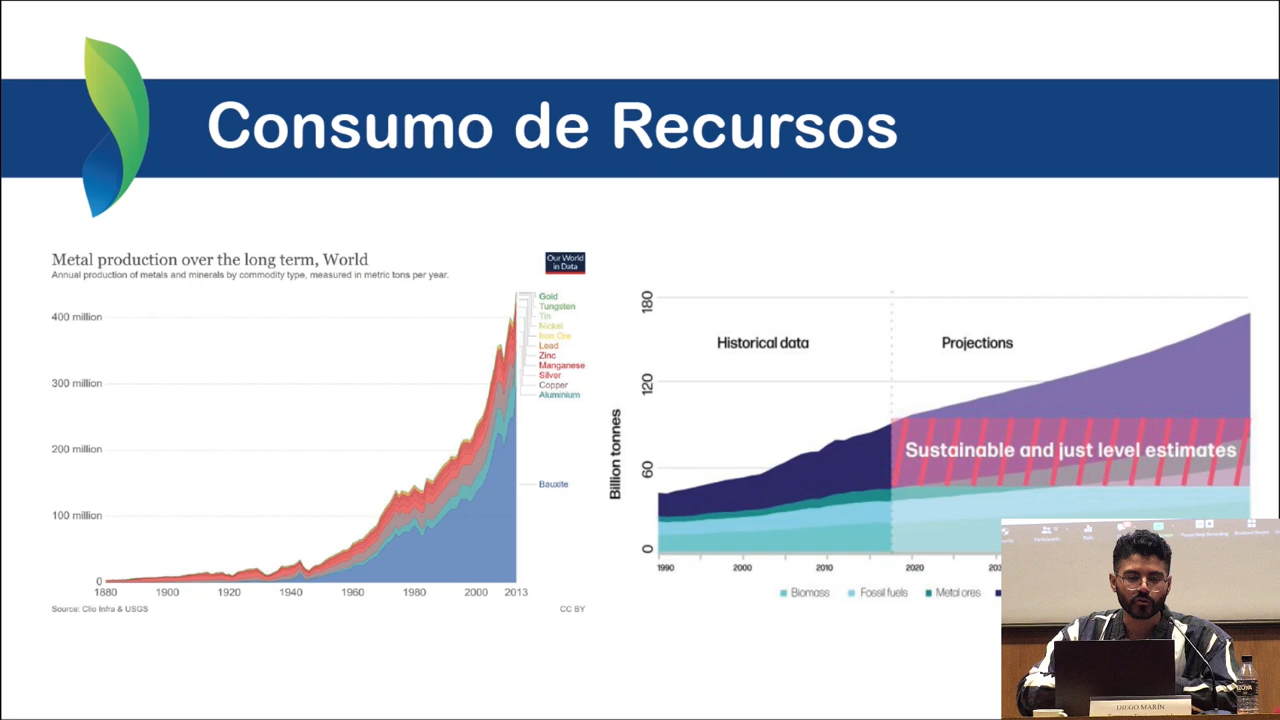 Consumo de Recursos
Metal production over the long term, World
Annual production of metals and minerals by commodity type, measured in metric tons per year.
Our World
in Data
400 million
300 million
200 million
100 million
0
1880
1900
1920
1940
1960
1980
2000
2013
Gold
Tungsten
Tin
Nickel
Iron Ore
Lead
Zinc
Manganese
Silver
Copper
Aluminium
Bauxite
Source: Clio Infra & USGS
CC BY
Billion tonnes
180
120
60
0
Historical data
Projections
Sustainable and just level estimates
1990
2000
2010
2020
Biomass
Fossil fuels
Metal ores
DIEGO MARÍN